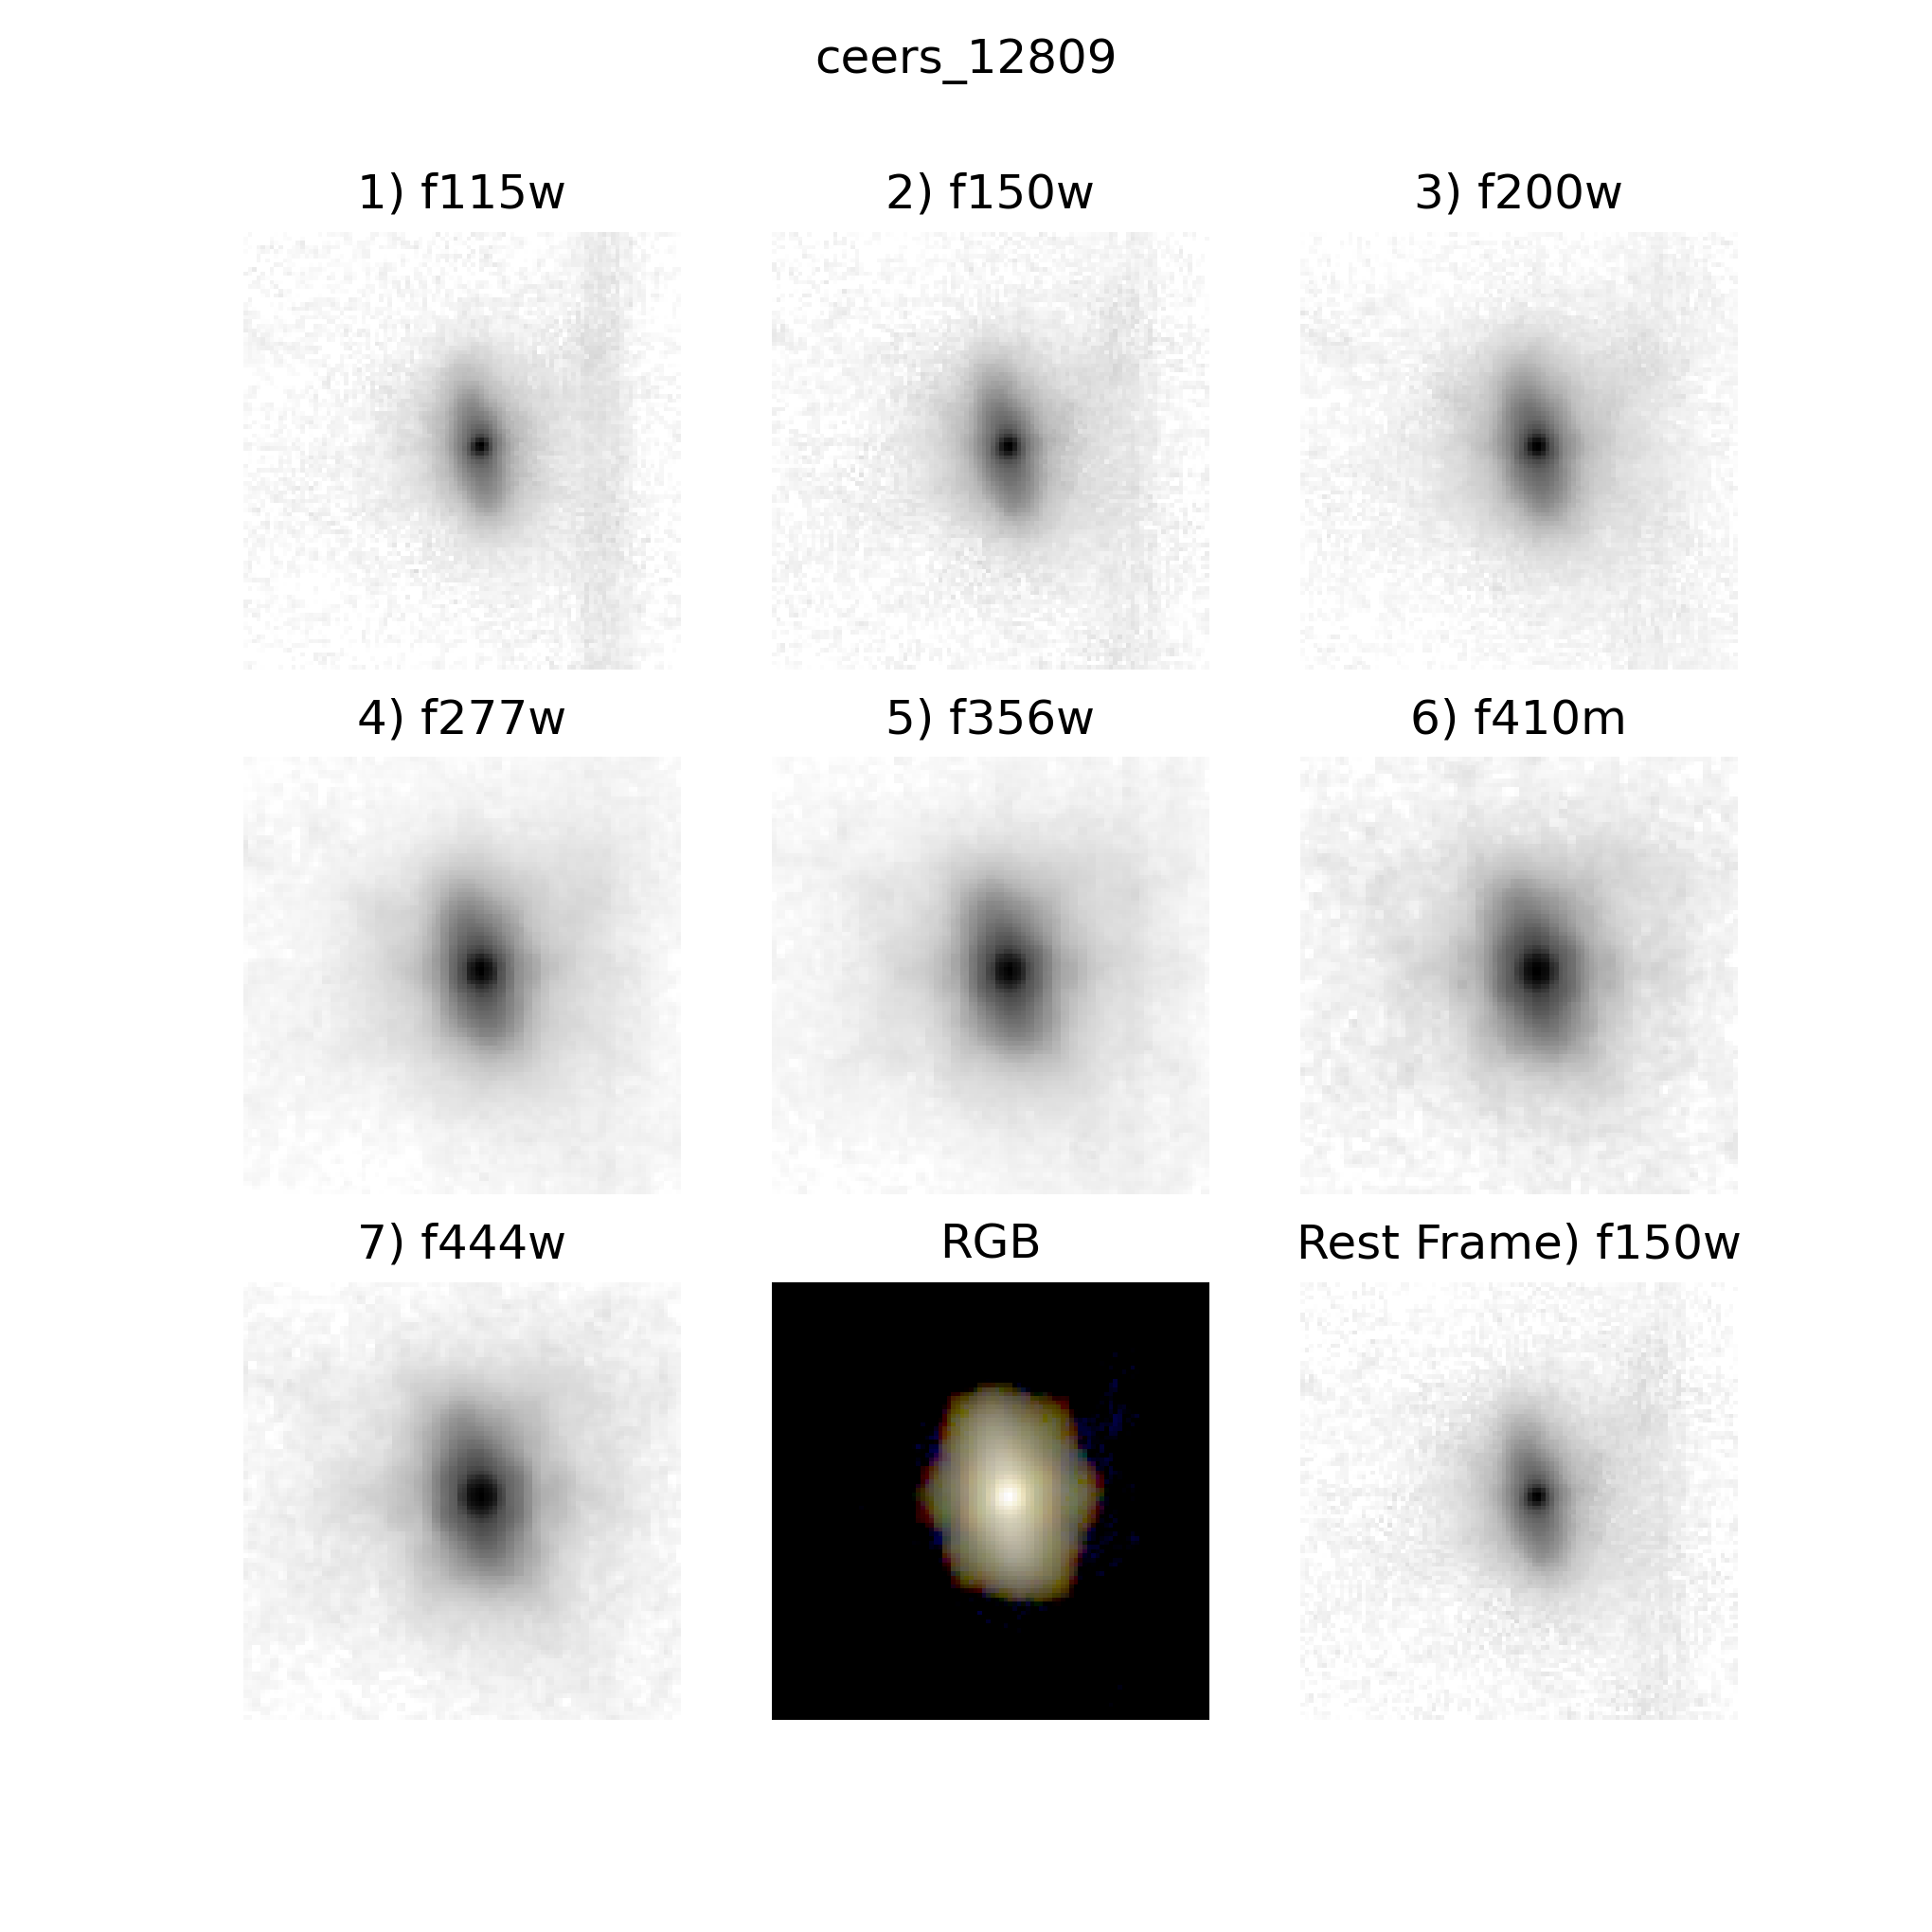 ceers_12809
1) f115w
2) f150w
3) f200w
4) f277w
5) f356w
6) f410m
7) f444w
RGB
Rest Frame) f150w